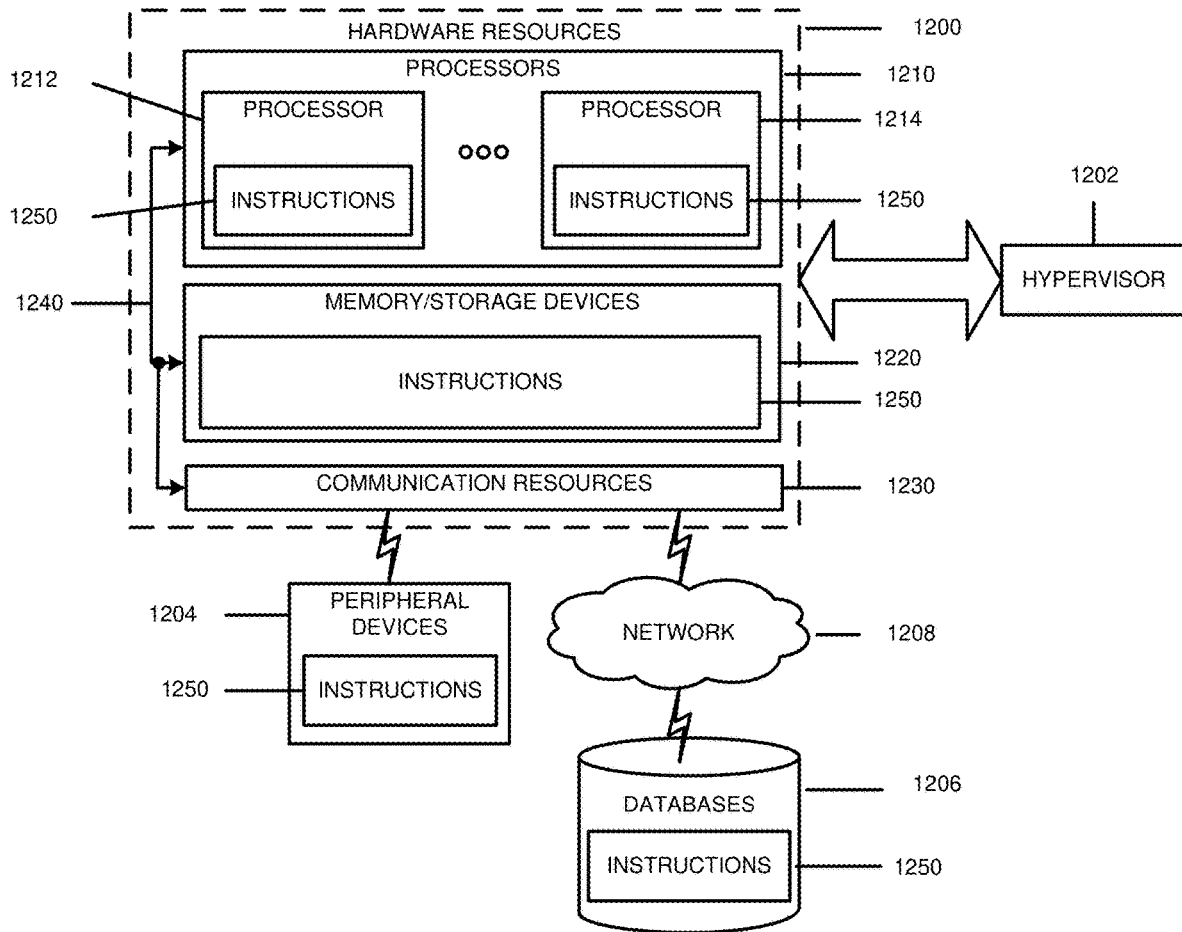 HARDWARE RESOURCES
1200
PROCESSORS
1210
1212
PROCESSOR
PROCESSOR
1214
1250
INSTRUCTIONS
INSTRUCTIONS
1250
1202
HYPERVISOR
1240
MEMORY/STORAGE DEVICES
1220
INSTRUCTIONS
1250
COMMUNICATION RESOURCES
1230
1204
PERIPHERAL
DEVICES
1250
INSTRUCTIONS
NETWORK
1208
DATABASES
1206
INSTRUCTIONS
1250